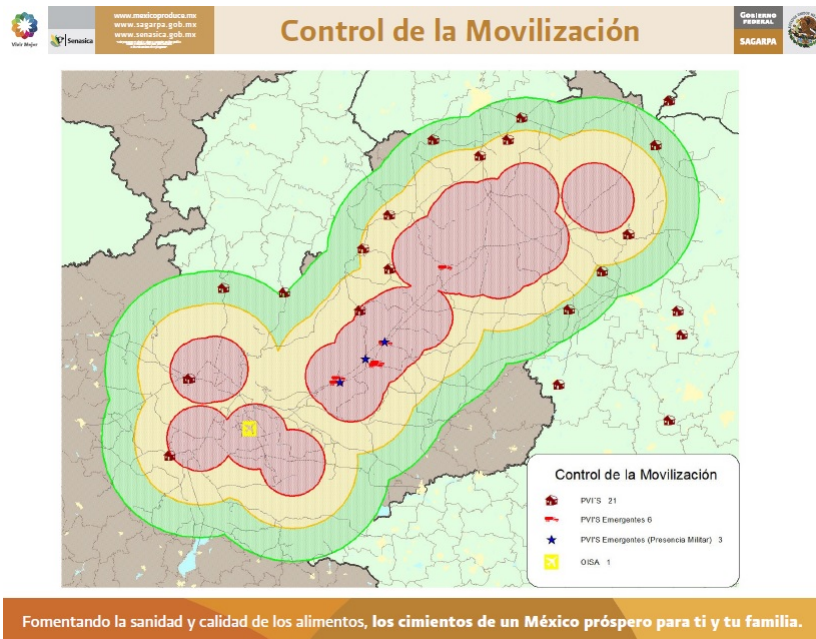 Vivir Mejor
Senasica
www.mexicoproduce.mx
www.sagarpa.gob.mx
www.senasica.gob.mx
Control de la Movilización
GOBIERNO
FEDERAL
SAGARPA
Control de la Movilización
PVI´S 21
PVI'S Emergentes 6
PVI'S Emergentes (Presencia Militar) 3
OISA 1
Fomentando la sanidad y calidad de los alimentos, los cimientos de un México próspero para ti y tu familia.